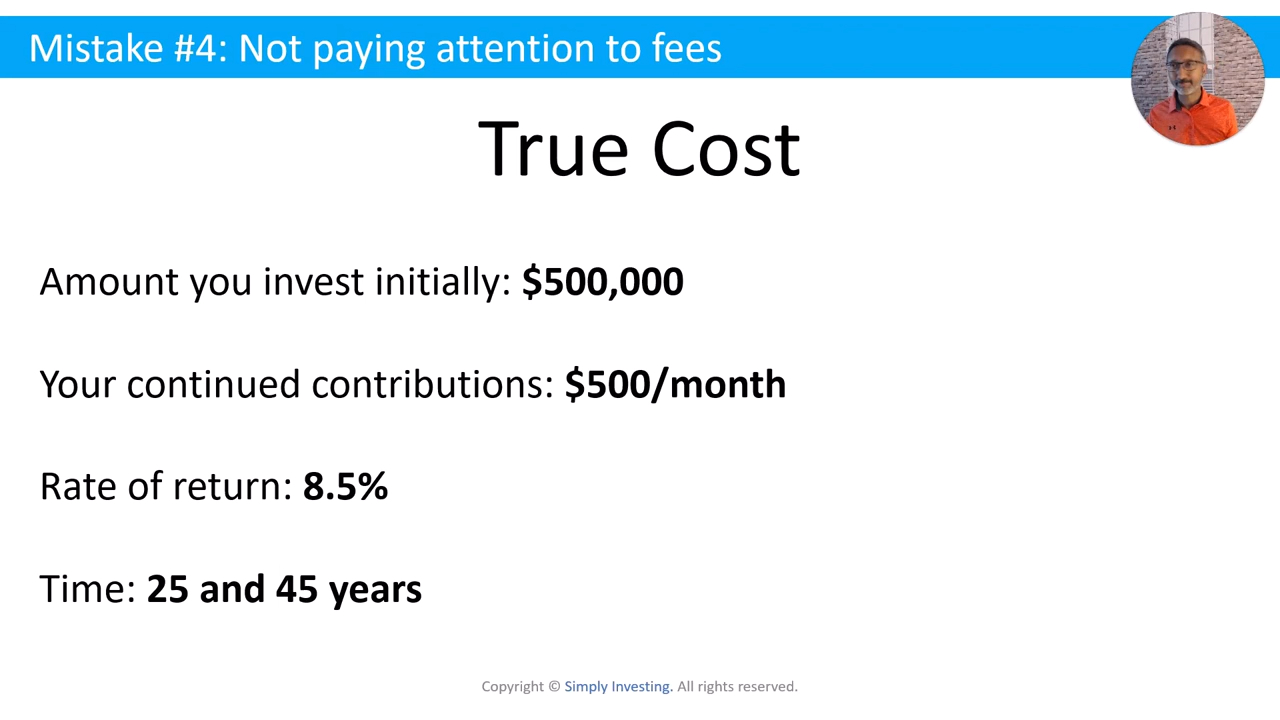 Mistake #4: Not paying attention to fees
True Cost
Amount you invest initially: $500,000
Your continued contributions: $500/month
Rate of return: 8.5%
Time: 25 and 45 years
Copyright © Simply Investing. All rights reserved.